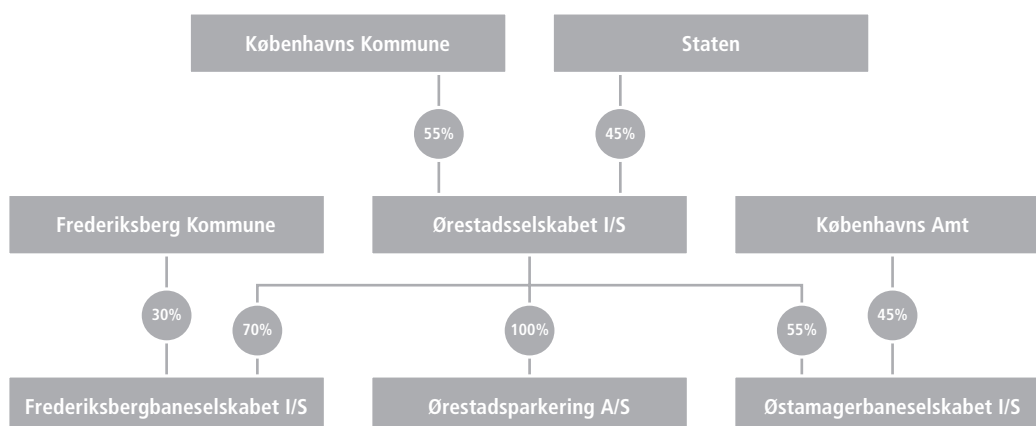 Københavns Kommune
Staten
55%
45%
Frederiksberg Kommune
Ørestadsselskabet I/S
Københavns Amt
30%
70%
100%
55%
45%
Frederiksbergbaneselskabet I/S
Ørestadsparkering A/S
Østamagerbaneselskabet I/S